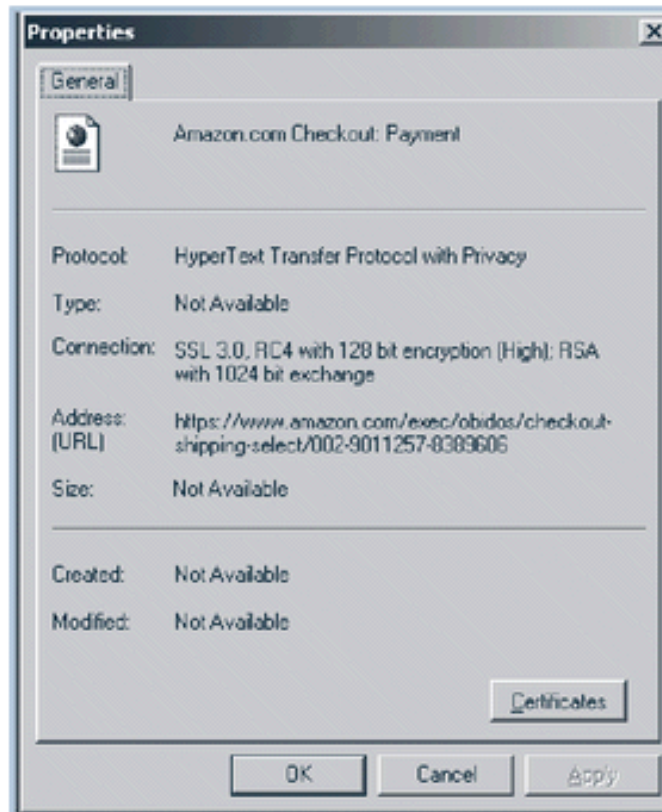 Properties
General
Amazon.com Checkout: Payment
Protocol: HyperText Transfer Protocol with Privacy
Type: Not Available
Connection: SSL 3.0, RC4 with 128 bit encryption (High); RSA
with 1024 bit exchange
Address: https://www.amazon.com/exec/obidos/checkout-
(URL) shipping-select/002-9011257-8389606
Size: Not Available
Created: Not Available
Modified: Not Available
Certificates
OK Cancel Apply